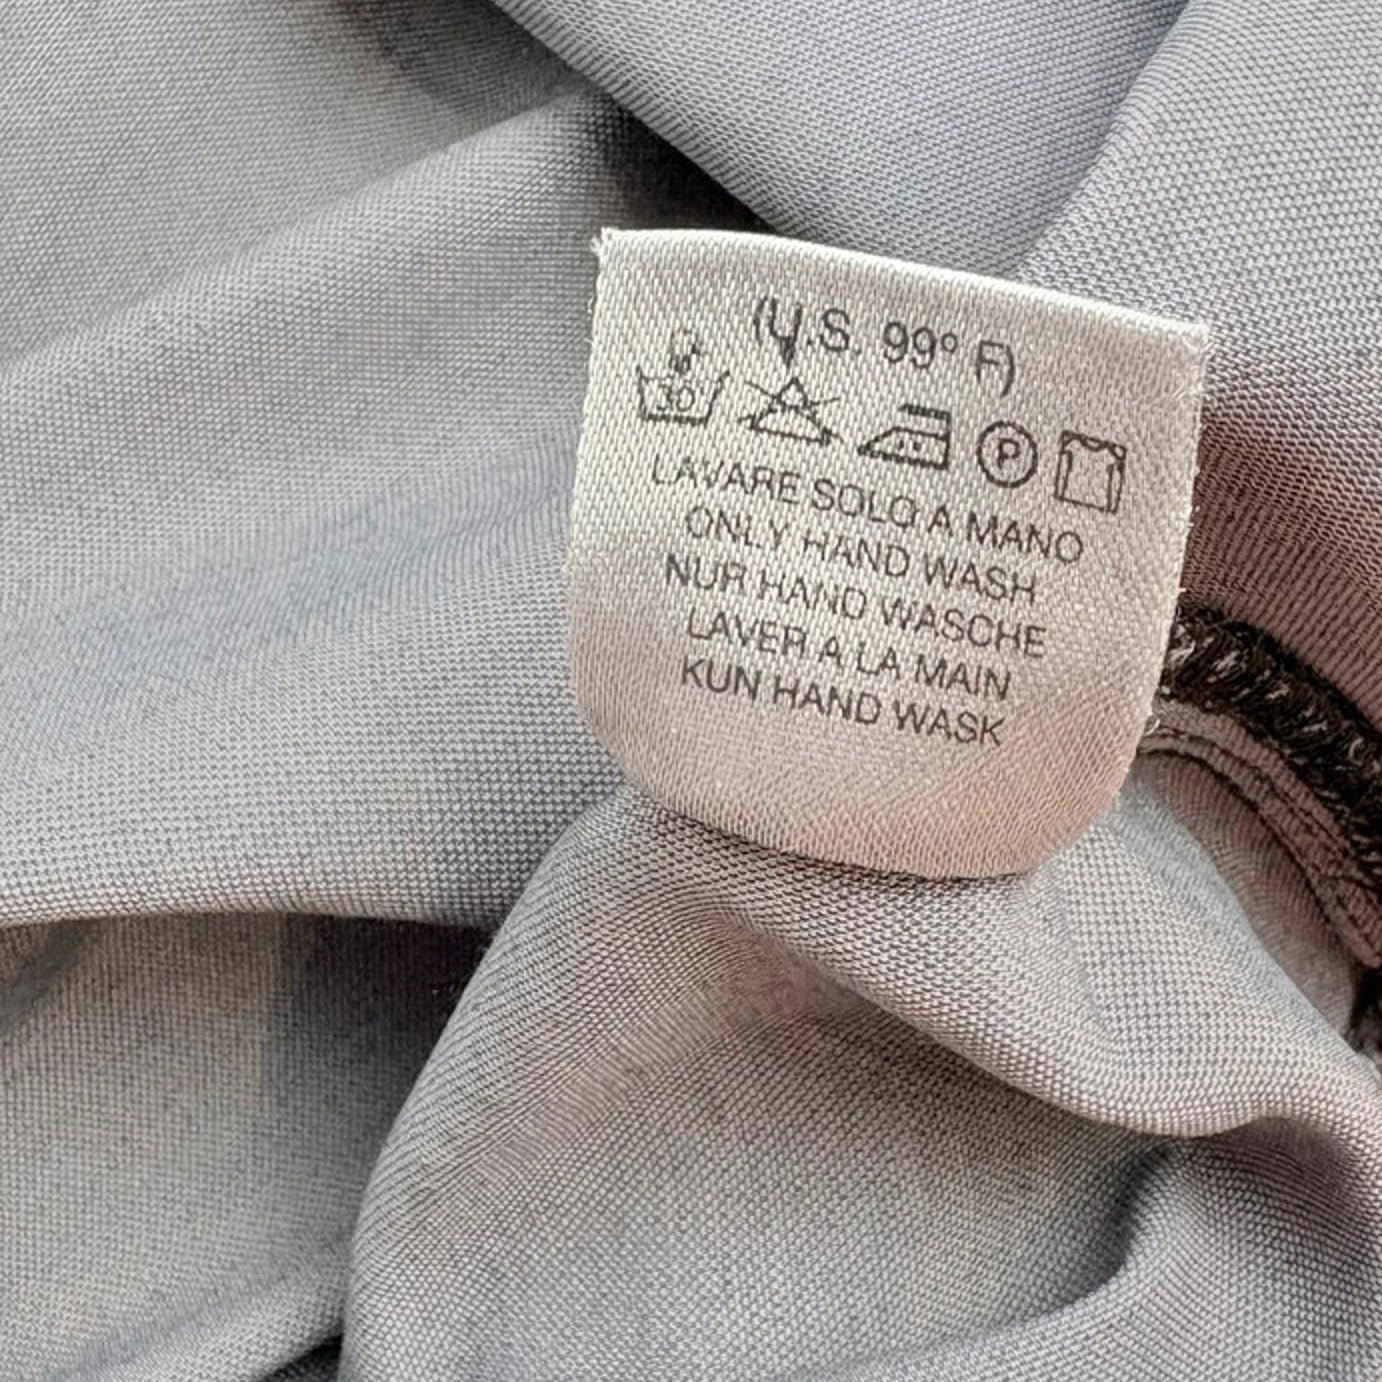 (U.S. 99° F)
30°
P
LAVARE SOLO A MANO
ONLY HAND WASH
NUR HAND WASCHE
LAVER A LA MAIN
KUN HAND WASK